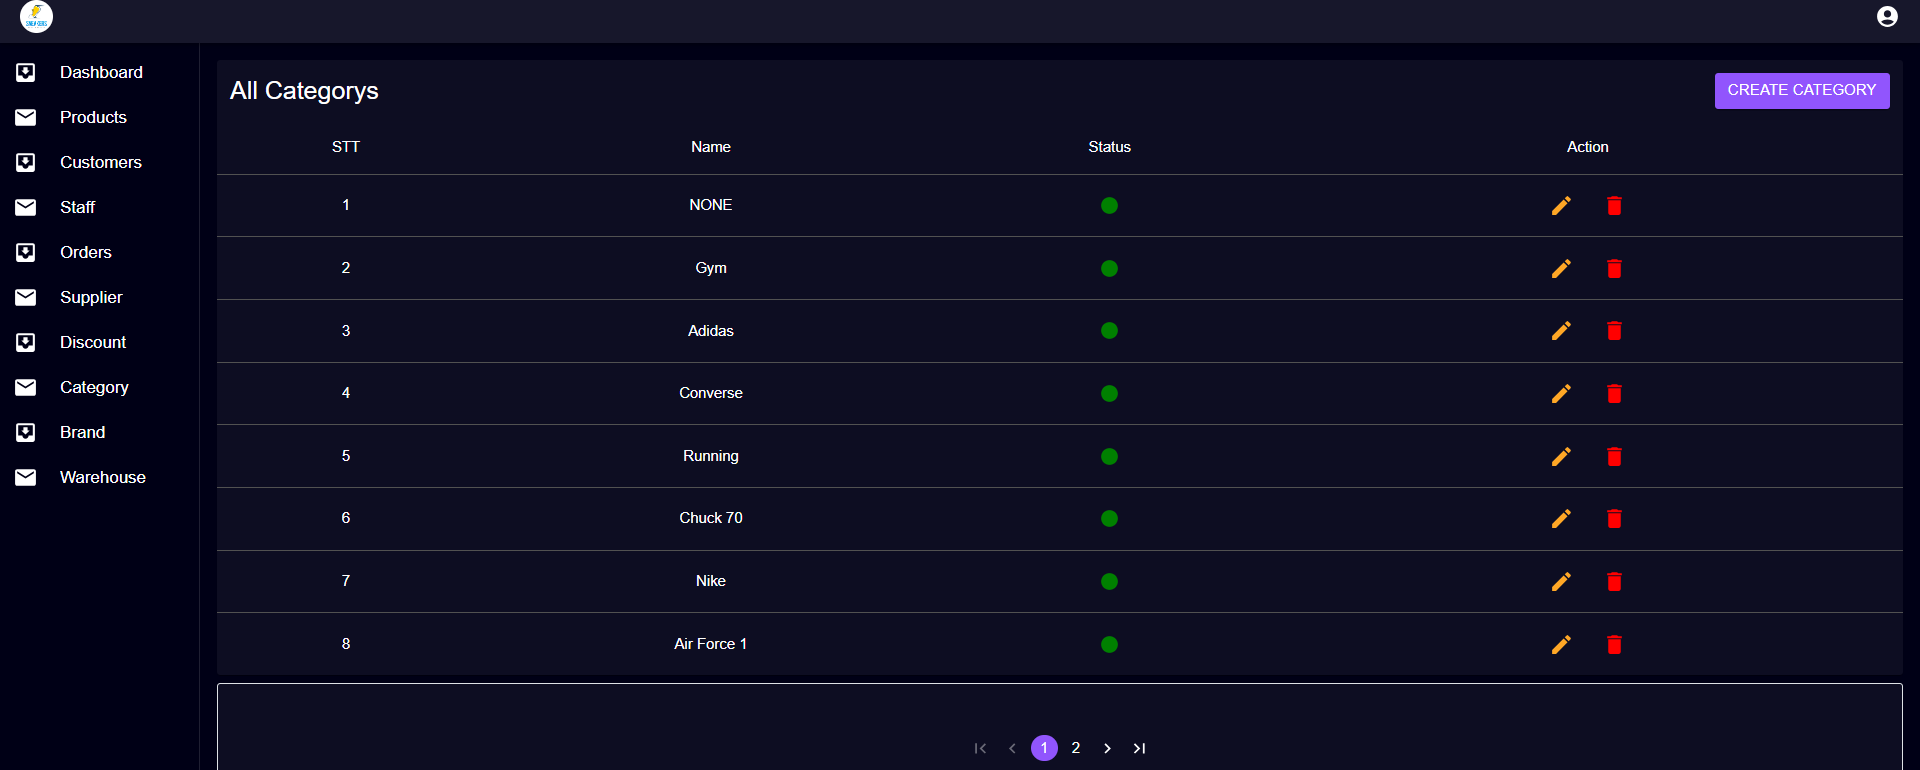 Dashboard
Products
Customers
Staff
Orders
Supplier
Discount
Category
Brand
Warehouse
All Categorys
CREATE CATEGORY
STT Name Status Action
1 NONE
2 Gym
3 Adidas
4 Converse
5 Running
6 Chuck 70
7 Nike
8 Air Force 1
1 2